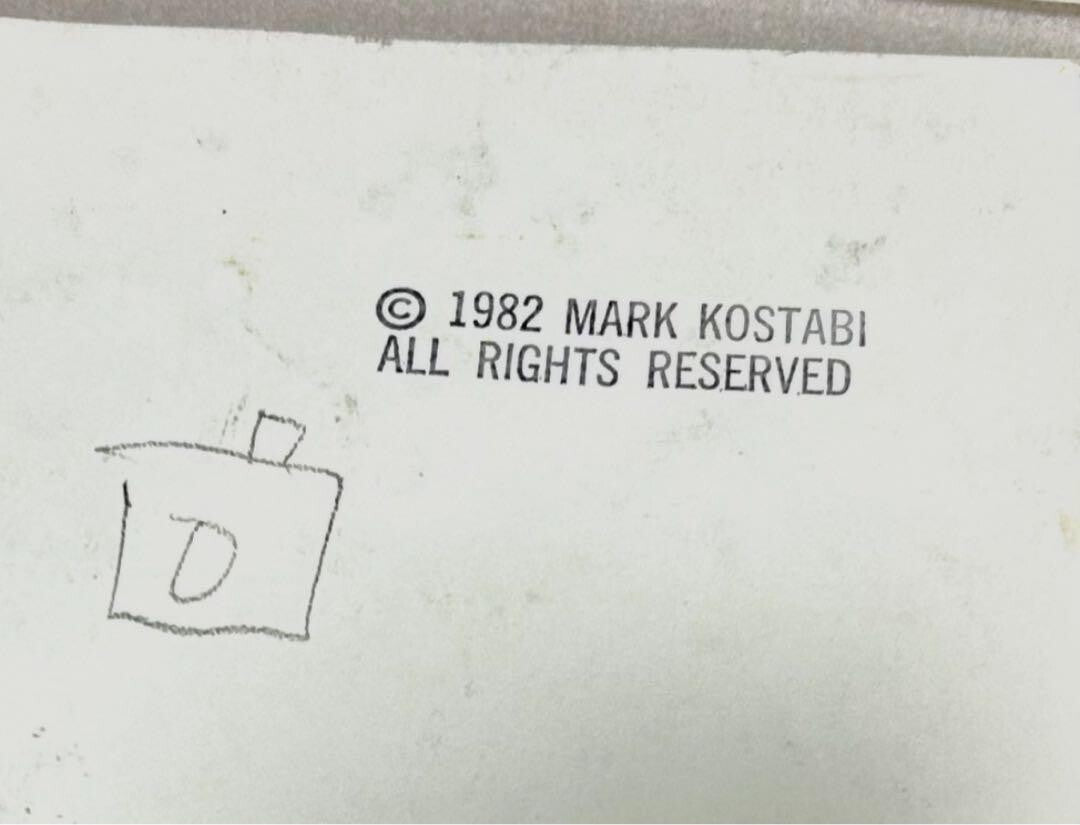 © 1982 MARK KOSTABI
ALL RIGHTS RESERVED
D